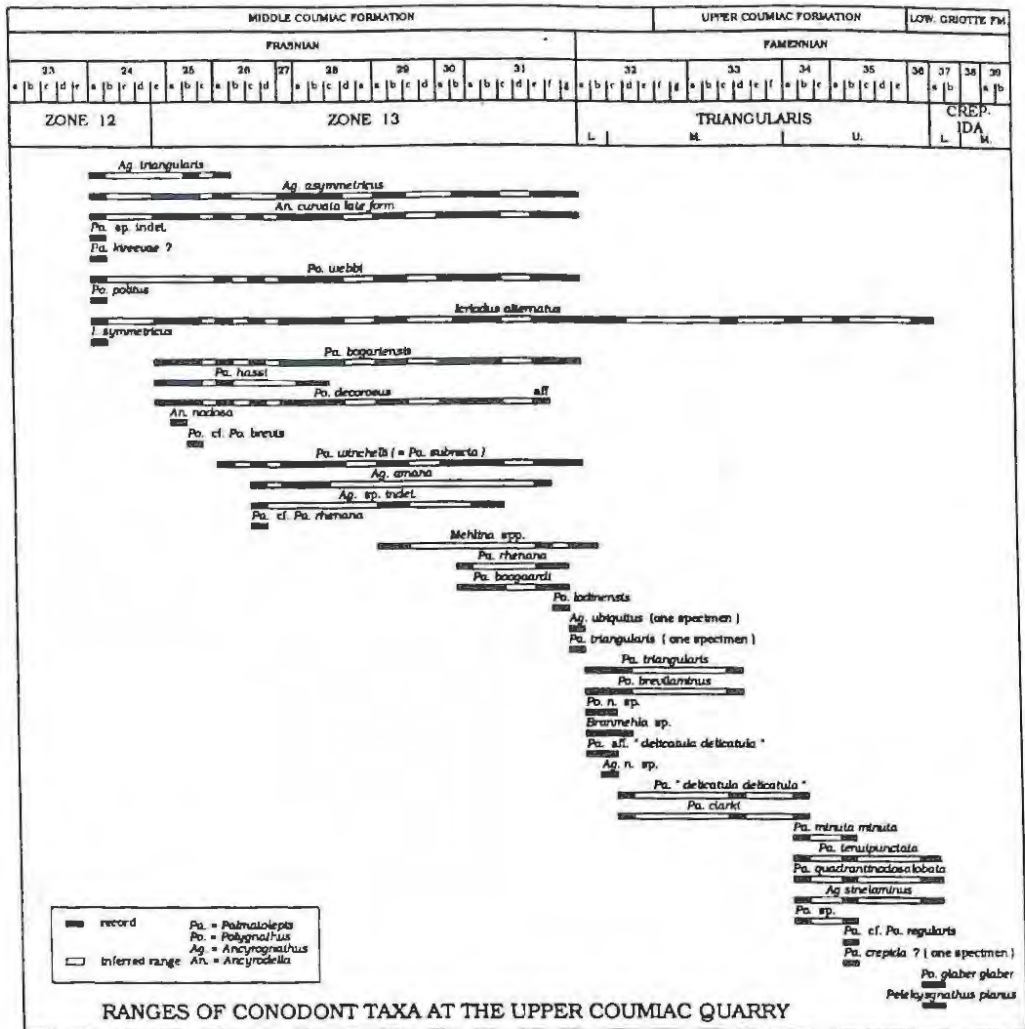 MIDDLE COUMIAC FORMATION UPPER COUMIAC FORMATION LOW. GRIOTTE FM.
FRASNIAN FAMENNIAN
23 24 25 26 27 28 29 30 31 32 33 34 35 36 37 38 39
ZONE 12 ZONE 13 TRIANGULARIS CREP-
IDA
L. M. U. L. M.
Ag. triangularis
Ag. asymmetricus
An. curvata late form
Pa. sp. indet.
Pa. kireevae ?
Po. webbi
Po. politus
Icriodus alternatus
I. symmetricus
Pa. bogartensis
Pa. hassi
Po. decorosus aff
An. nodosa
Po. cf. Po. brevis
Pa. winchelli ( = Pa. subrecta )
Ag. amana
Ag. sp. indet.
Pa. cf. Pa. rhenana
Mehlina spp.
Pa. rhenana
Pa. boogaardi
Po. lodinensis
Ag. ubiquitus (one specimen )
Pa. triangularis ( one specimen )
Pa. triangularis
Po. brevilaminus
Po. n. sp.
Branmehla sp.
Pa. aff. " delicatula delicatula "
Ag. n. sp.
Pa. " delicatula delicatula "
Pa. clarki
Pa. minuta minuta
Pa. tenuipunctata
Pa. quadrantinodosalobata
Ag sinelaminus
Pa. sp.
Pa. cf. Pa. regularis
Pa. crepida ? ( one specimen )
Po. glaber glaber
Pelekysgnathus planus
record
inferred range
Pa. = Palmatolepis
Po. = Polygnathus
Ag. = Ancyrognathus
An. = Ancyrodella
RANGES OF CONODONT TAXA AT THE UPPER COUMIAC QUARRY